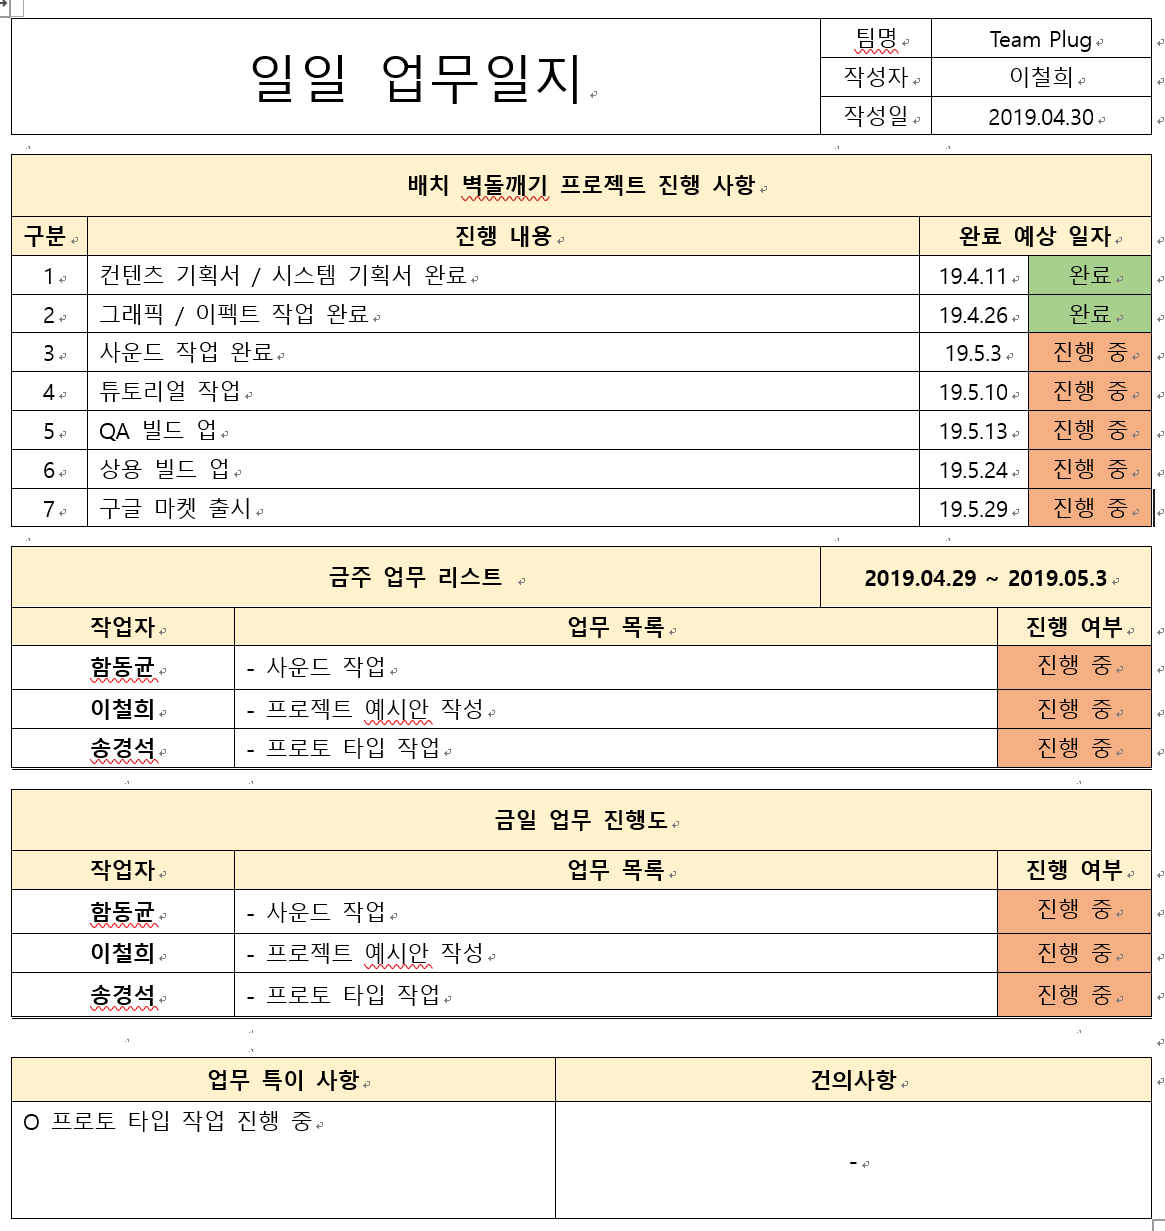 일일 업무일지
팀명 Team Plug
작성자 이철희
작성일 2019.04.30
배치 벽돌깨기 프로젝트 진행 사항
구분 진행 내용 완료 예상 일자
1 컨텐츠 기획서 / 시스템 기획서 완료 19.4.11 완료
2 그래픽 / 이펙트 작업 완료 19.4.26 완료
3 사운드 작업 완료 19.5.3 진행 중
4 튜토리얼 작업 19.5.10 진행 중
5 QA 빌드 업 19.5.13 진행 중
6 상용 빌드 업 19.5.24 진행 중
7 구글 마켓 출시 19.5.29 진행 중
금주 업무 리스트 2019.04.29 ~ 2019.05.3
작업자 업무 목록 진행 여부
함동균 - 사운드 작업 진행 중
이철희 - 프로젝트 예시안 작성 진행 중
송경석 - 프로토 타입 작업 진행 중
금일 업무 진행도
작업자 업무 목록 진행 여부
함동균 - 사운드 작업 진행 중
이철희 - 프로젝트 예시안 작성 진행 중
송경석 - 프로토 타입 작업 진행 중
업무 특이 사항 건의사항
O 프로토 타입 작업 진행 중
-